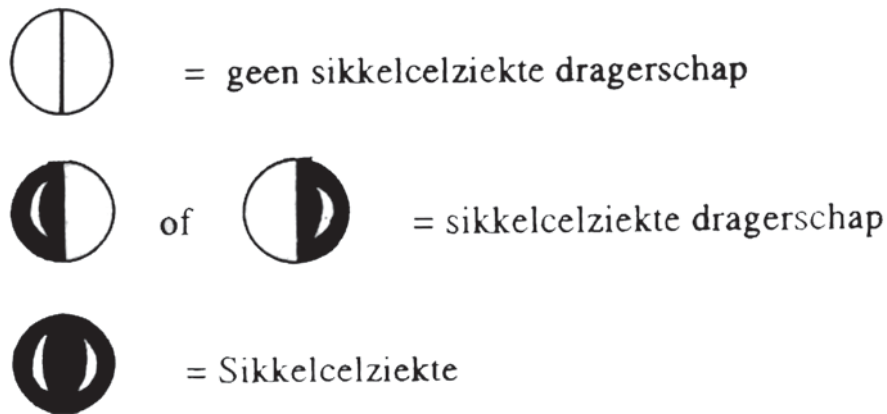 = geen sikkelcelziekte dragerschap
of = sikkelcelziekte dragerschap
= Sikkelcelziekte